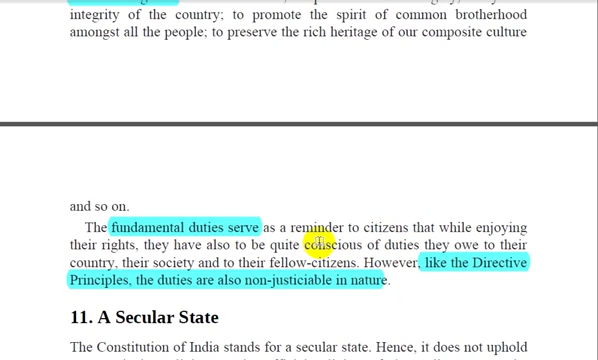 integrity of the country; to promote the spirit of common brotherhood
amongst all the people; to preserve the rich heritage of our composite culture
and so on.
The fundamental duties serve as a reminder to citizens that while enjoying
their rights, they have also to be quite conscious of duties they owe to their
country, their society and to their fellow-citizens. However, like the Directive
Principles, the duties are also non-justiciable in nature.
11. A Secular State
The Constitution of India stands for a secular state. Hence, it does not uphold